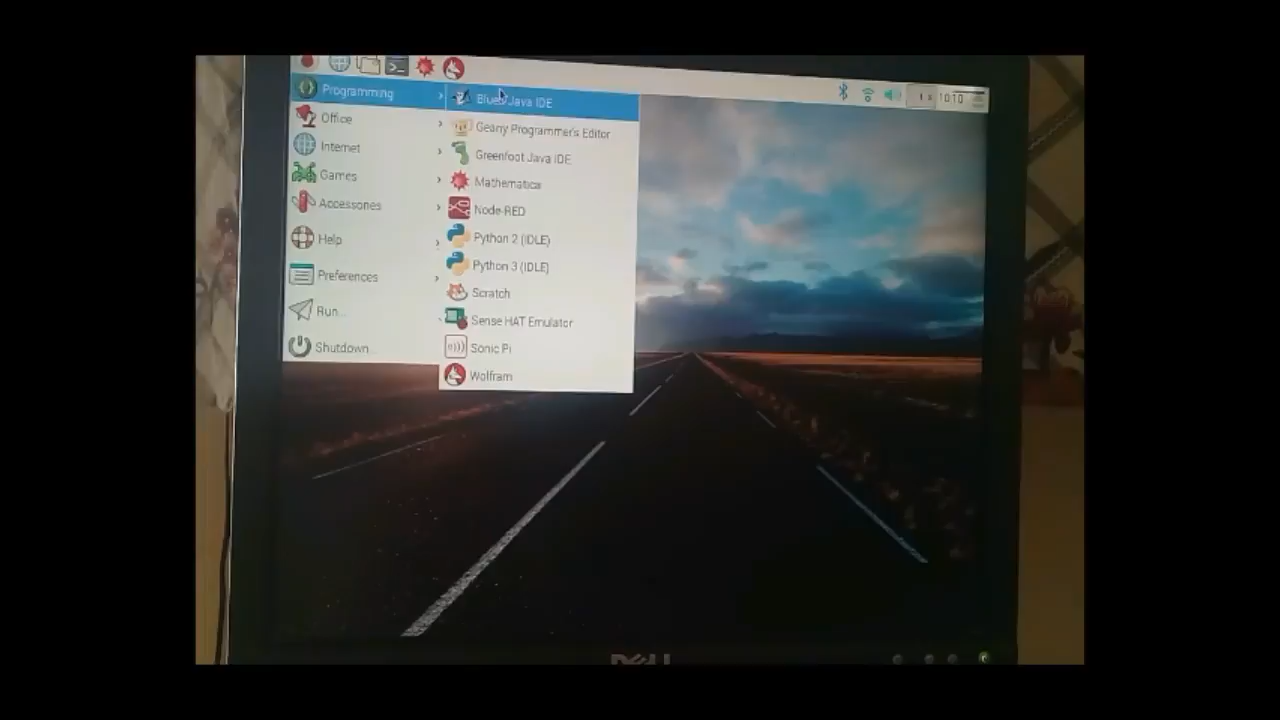 10:10
Programming
Office
Internet
Games
Accessories
Help
Preferences
Run...
Shutdown...
BlueJ Java IDE
Geany Programmer's Editor
Greenfoot Java IDE
Mathematica
Node-RED
Python 2 (IDLE)
Python 3 (IDLE)
Scratch
Sense HAT Emulator
Sonic Pi
Wolfram
DELL